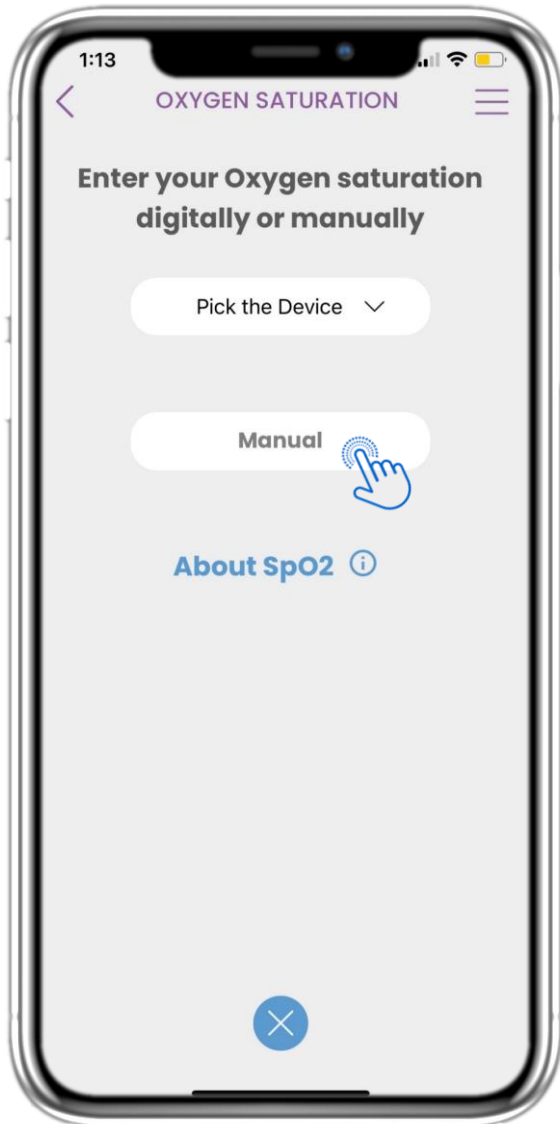 1:13
OXYGEN SATURATION
Enter your Oxygen saturation
digitally or manually
Pick the Device
Manual
About SpO2